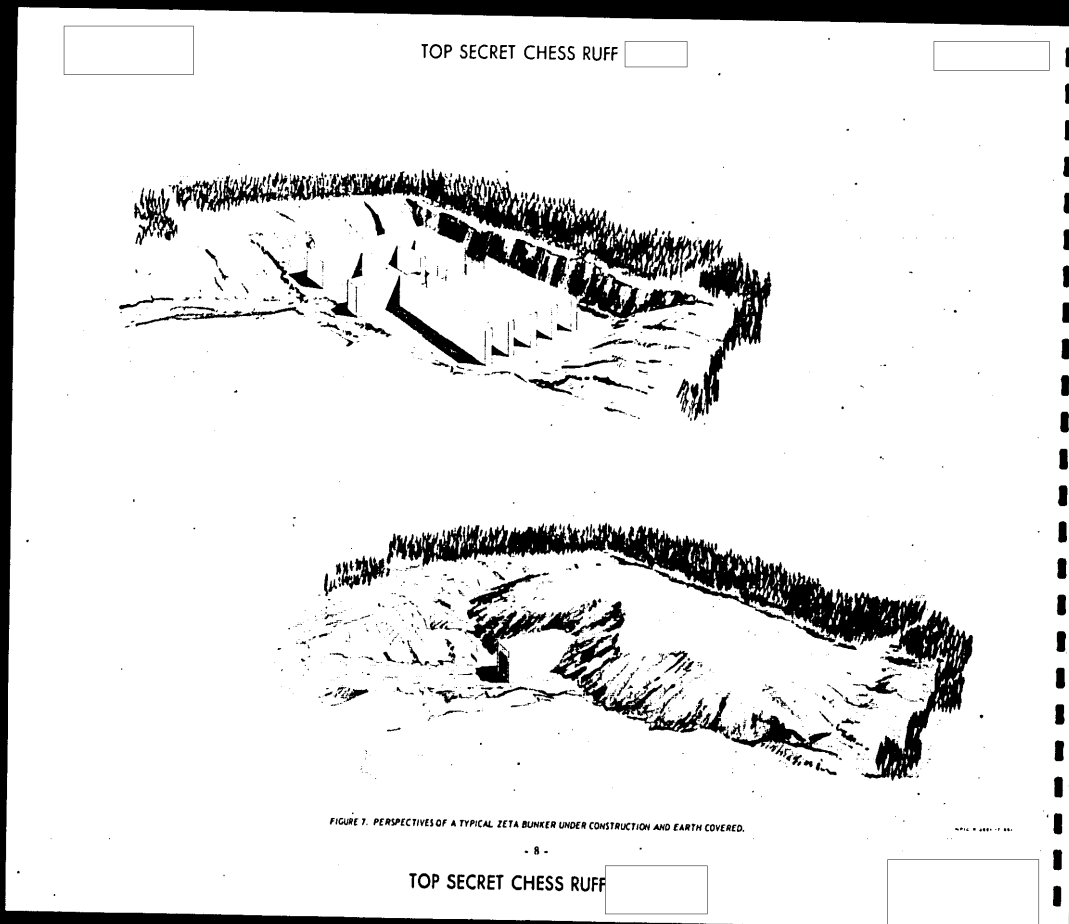 TOP SECRET CHESS RUFF
FIGURE 7. PERSPECTIVES OF A TYPICAL ZETA BUNKER UNDER CONSTRUCTION AND EARTH COVERED.
- 8 -
TOP SECRET CHESS RUFF